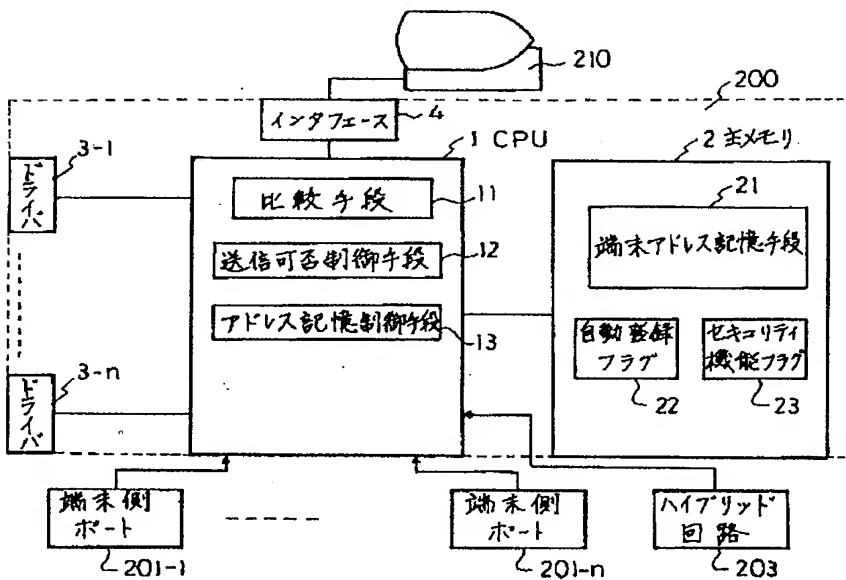 210
200
インタフェース
4
1 CPU
2 主メモリ
3-1
ドライバ
比較手段
11
21
端末アドレス記憶手段
送信可否制御手段
12
アドレス記憶制御手段
13
自動登録
フラグ
22
セキュリティ
機能フラグ
23
3-n
ドライバ
端末側
ポート
201-1
端末側
ポート
201-n
ハイブリッド
回路
203